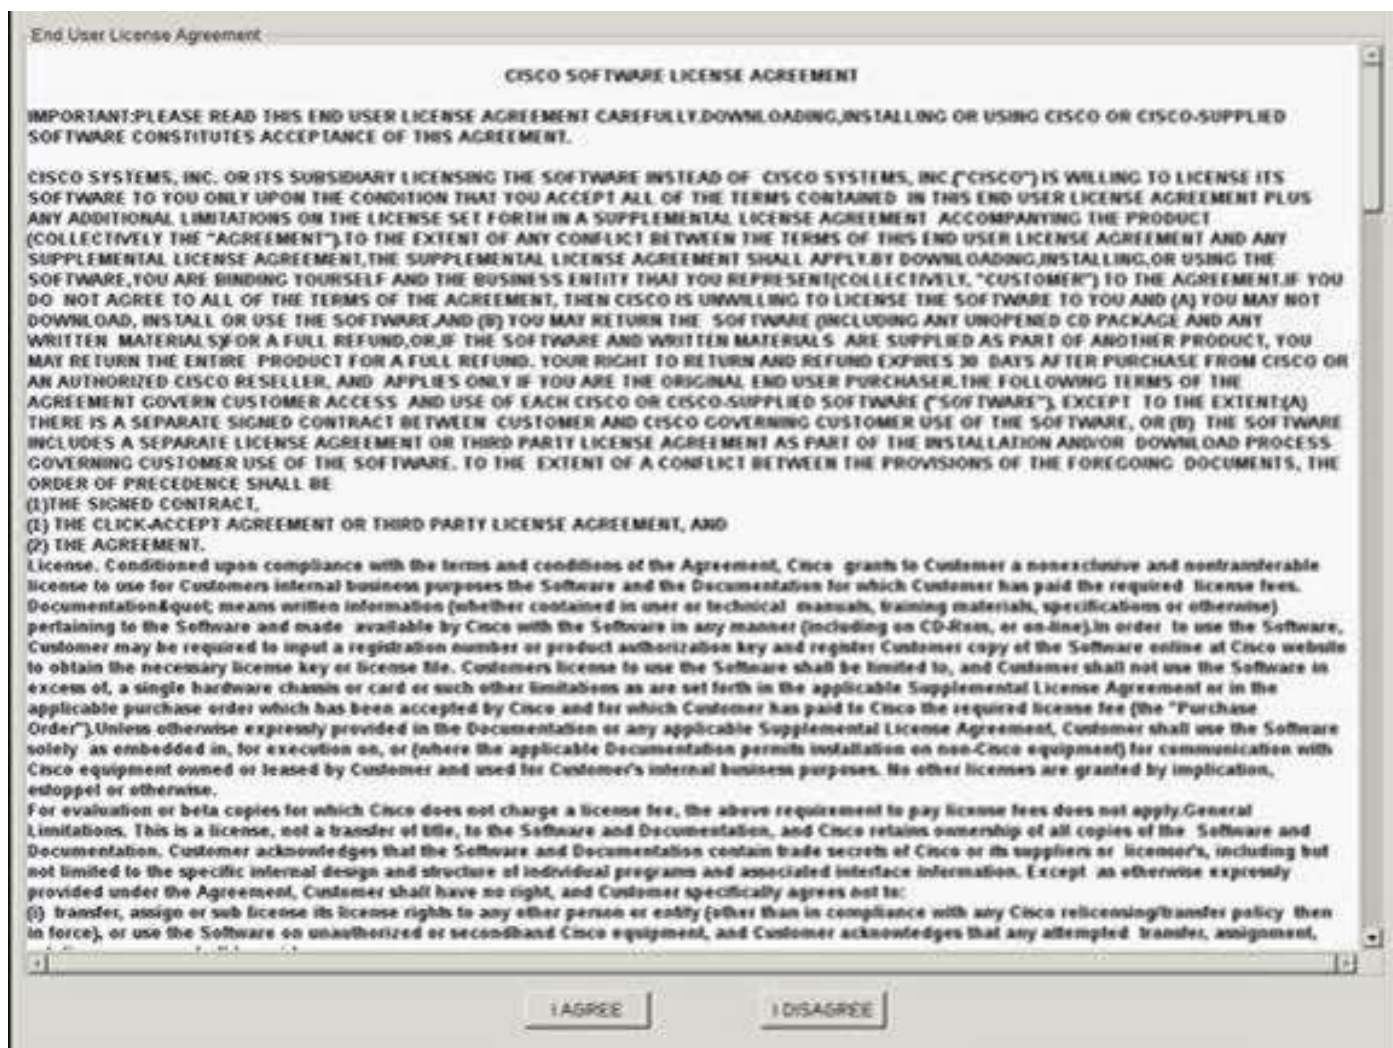 End User License Agreement
CISCO SOFTWARE LICENSE AGREEMENT
IMPORTANT:PLEASE READ THIS END USER LICENSE AGREEMENT CAREFULLY.DOWNLOADING,INSTALLING OR USING CISCO OR CISCO-SUPPLIED
SOFTWARE CONSTITUTES ACCEPTANCE OF THIS AGREEMENT.
CISCO SYSTEMS, INC. OR ITS SUBSIDIARY LICENSING THE SOFTWARE INSTEAD OF CISCO SYSTEMS, INC.("CISCO") IS WILLING TO LICENSE ITS
SOFTWARE TO YOU ONLY UPON THE CONDITION THAT YOU ACCEPT ALL OF THE TERMS CONTAINED IN THIS END USER LICENSE AGREEMENT PLUS
ANY ADDITIONAL LIMITATIONS ON THE LICENSE SET FORTH IN A SUPPLEMENTAL LICENSE AGREEMENT ACCOMPANYING THE PRODUCT
(COLLECTIVELY THE "AGREEMENT").TO THE EXTENT OF ANY CONFLICT BETWEEN THE TERMS OF THIS END USER LICENSE AGREEMENT AND ANY
SUPPLEMENTAL LICENSE AGREEMENT,THE SUPPLEMENTAL LICENSE AGREEMENT SHALL APPLY.BY DOWNLOADING,INSTALLING,OR USING THE
SOFTWARE,YOU ARE BINDING YOURSELF AND THE BUSINESS ENTITY THAT YOU REPRESENT(COLLECTIVELY, "CUSTOMER") TO THE AGREEMENT.IF YOU
DO NOT AGREE TO ALL OF THE TERMS OF THE AGREEMENT, THEN CISCO IS UNWILLING TO LICENSE THE SOFTWARE TO YOU AND (A) YOU MAY NOT
DOWNLOAD, INSTALL OR USE THE SOFTWARE,AND (B) YOU MAY RETURN THE SOFTWARE (INCLUDING ANY UNOPENED CD PACKAGE AND ANY
WRITTEN MATERIALS)FOR A FULL REFUND,OR,IF THE SOFTWARE AND WRITTEN MATERIALS ARE SUPPLIED AS PART OF ANOTHER PRODUCT, YOU
MAY RETURN THE ENTIRE PRODUCT FOR A FULL REFUND. YOUR RIGHT TO RETURN AND REFUND EXPIRES 30 DAYS AFTER PURCHASE FROM CISCO OR
AN AUTHORIZED CISCO RESELLER, AND APPLIES ONLY IF YOU ARE THE ORIGINAL END USER PURCHASER.THE FOLLOWING TERMS OF THE
AGREEMENT GOVERN CUSTOMER ACCESS AND USE OF EACH CISCO OR CISCO-SUPPLIED SOFTWARE ("SOFTWARE"), EXCEPT TO THE EXTENT:(A)
THERE IS A SEPARATE SIGNED CONTRACT BETWEEN CUSTOMER AND CISCO GOVERNING CUSTOMER USE OF THE SOFTWARE, OR (B) THE SOFTWARE
INCLUDES A SEPARATE LICENSE AGREEMENT OR THIRD PARTY LICENSE AGREEMENT AS PART OF THE INSTALLATION AND/OR DOWNLOAD PROCESS
GOVERNING CUSTOMER USE OF THE SOFTWARE. TO THE EXTENT OF A CONFLICT BETWEEN THE PROVISIONS OF THE FOREGOING DOCUMENTS, THE
ORDER OF PRECEDENCE SHALL BE
(1)THE SIGNED CONTRACT,
(1) THE CLICK-ACCEPT AGREEMENT OR THIRD PARTY LICENSE AGREEMENT, AND
(2) THE AGREEMENT.
License. Conditioned upon compliance with the terms and conditions of the Agreement, Cisco grants to Customer a nonexclusive and nontransferable
license to use for Customers internal business purposes the Software and the Documentation for which Customer has paid the required license fees.
Documentation&quot; means written information (whether contained in user or technical manuals, training materials, specifications or otherwise)
pertaining to the Software and made available by Cisco with the Software in any manner (including on CD-Rom, or on-line).In order to use the Software,
Customer may be required to input a registration number or product authorization key and register Customer copy of the Software online at Cisco website
to obtain the necessary license key or license file. Customers license to use the Software shall be limited to, and Customer shall not use the Software in
excess of, a single hardware chassis or card or such other limitations as are set forth in the applicable Supplemental License Agreement or in the
applicable purchase order which has been accepted by Cisco and for which Customer has paid to Cisco the required license fee (the "Purchase
Order").Unless otherwise expressly provided in the Documentation or any applicable Supplemental License Agreement, Customer shall use the Software
solely as embedded in, for execution on, or (where the applicable Documentation permits installation on non-Cisco equipment) for communication with
Cisco equipment owned or leased by Customer and used for Customer's internal business purposes. No other licenses are granted by implication,
estoppel or otherwise.
For evaluation or beta copies for which Cisco does not charge a license fee, the above requirement to pay license fees does not apply.General
Limitations. This is a license, not a transfer of title, to the Software and Documentation, and Cisco retains ownership of all copies of the Software and
Documentation. Customer acknowledges that the Software and Documentation contain trade secrets of Cisco or its suppliers or licensor's, including but
not limited to the specific internal design and structure of individual programs and associated interface information. Except as otherwise expressly
provided under the Agreement, Customer shall have no right, and Customer specifically agrees not to:
(i) transfer, assign or sub license its license rights to any other person or entity (other than in compliance with any Cisco relicensing/transfer policy then
in force), or use the Software on unauthorized or secondhand Cisco equipment, and Customer acknowledges that any attempted transfer, assignment,
I AGREE
I DISAGREE